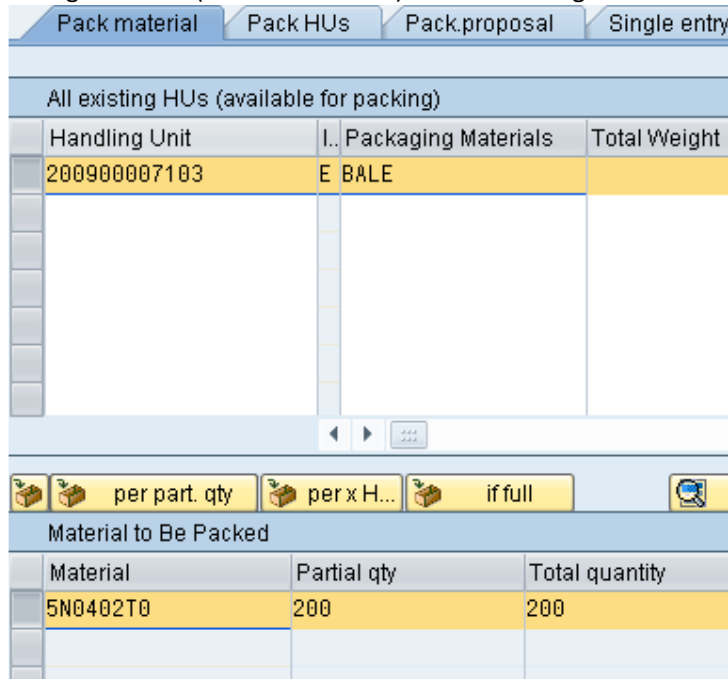 Pack material Pack HUs Pack.proposal Single entry
All existing HUs (available for packing)
Handling Unit I.. Packaging Materials Total Weight
200900007103 E BALE
per part. qty per x H... if full
Material to Be Packed
Material Partial qty Total quantity
5N0402T0 200 200